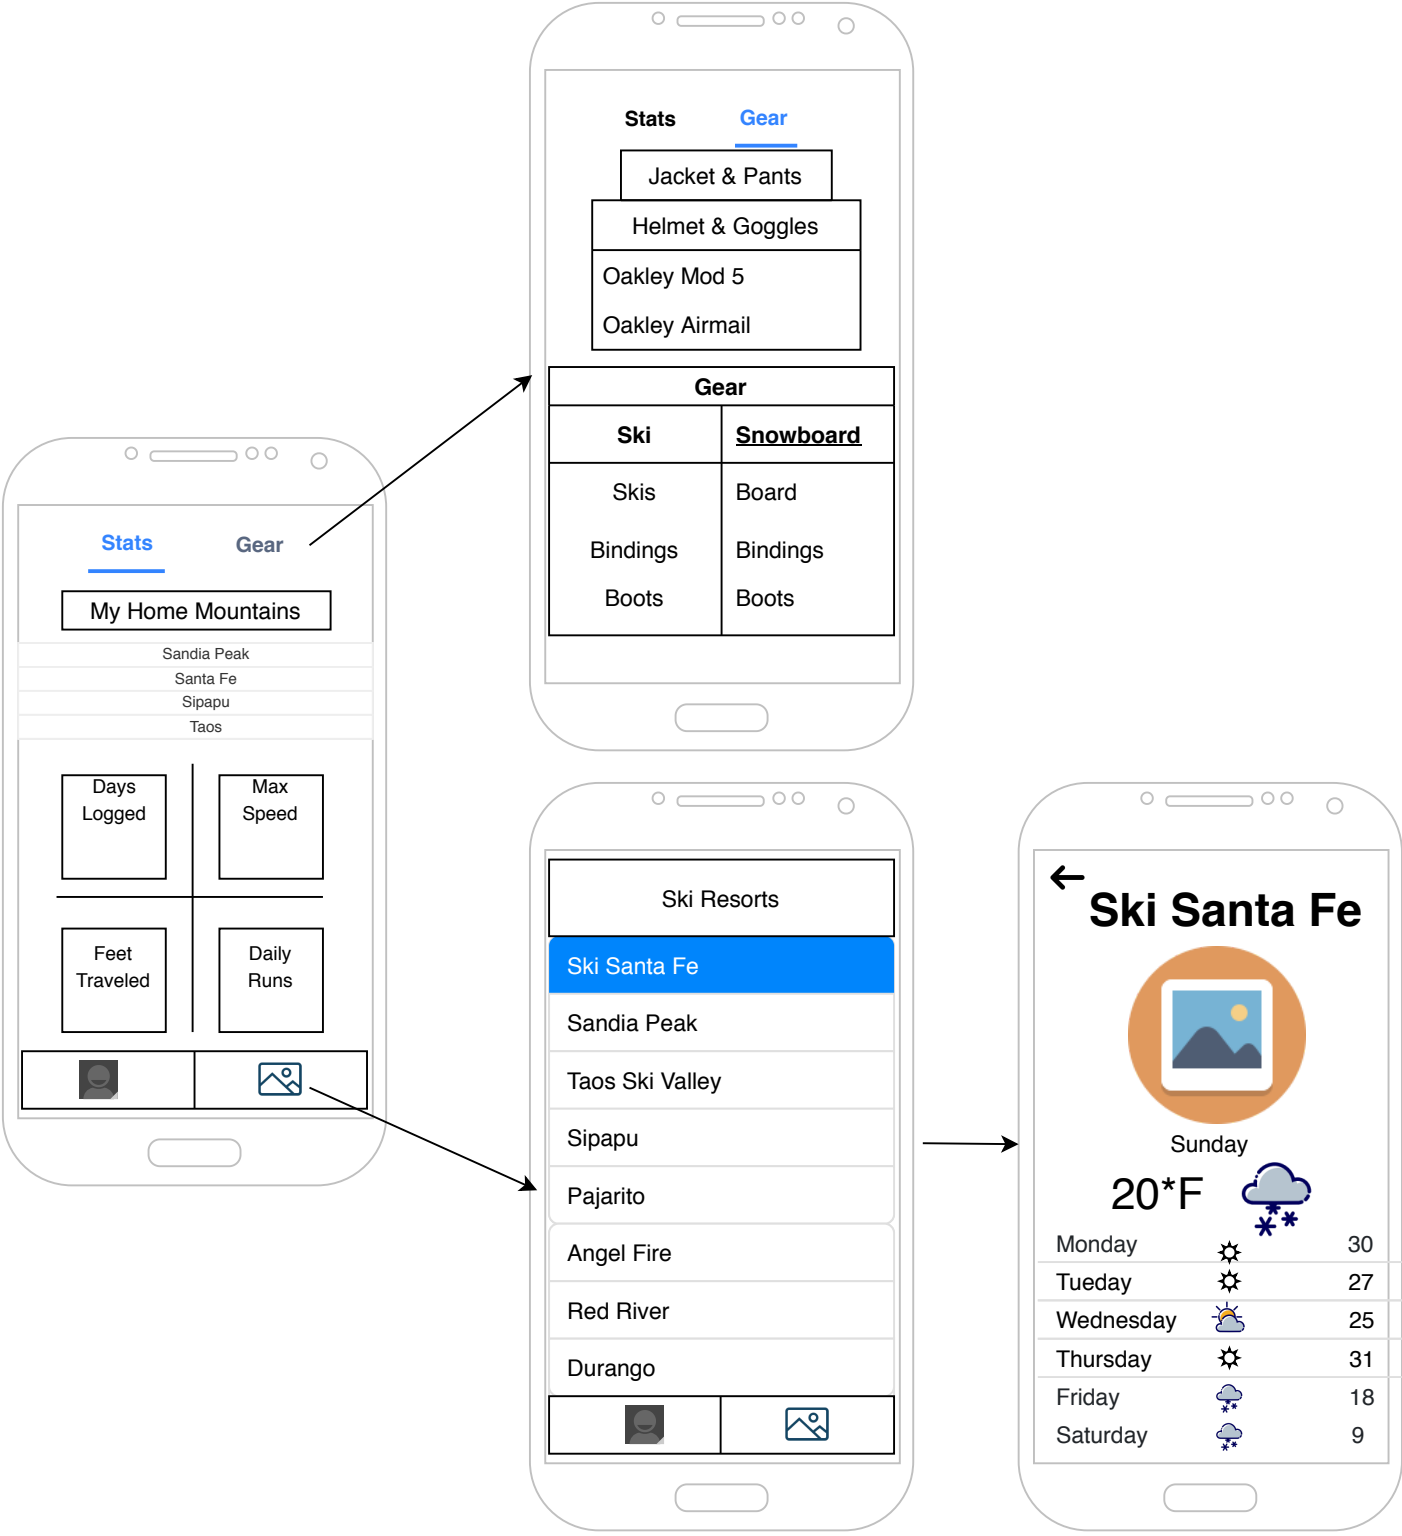 Stats Gear
Jacket & Pants
Helmet & Goggles
Oakley Mod 5
Oakley Airmail
Gear
Ski Snowboard
Skis Board
Bindings Bindings
Boots Boots
Stats Gear
My Home Mountains
Sandia Peak
Santa Fe
Sipapu
Taos
Days
Logged
Max
Speed
Feet
Traveled
Daily
Runs
Ski Resorts
Ski Santa Fe
Sandia Peak
Taos Ski Valley
Sipapu
Pajarito
Angel Fire
Red River
Durango
Ski Santa Fe
Sunday
20*F
Monday 30
Tueday 27
Wednesday 25
Thursday 31
Friday 18
Saturday 9